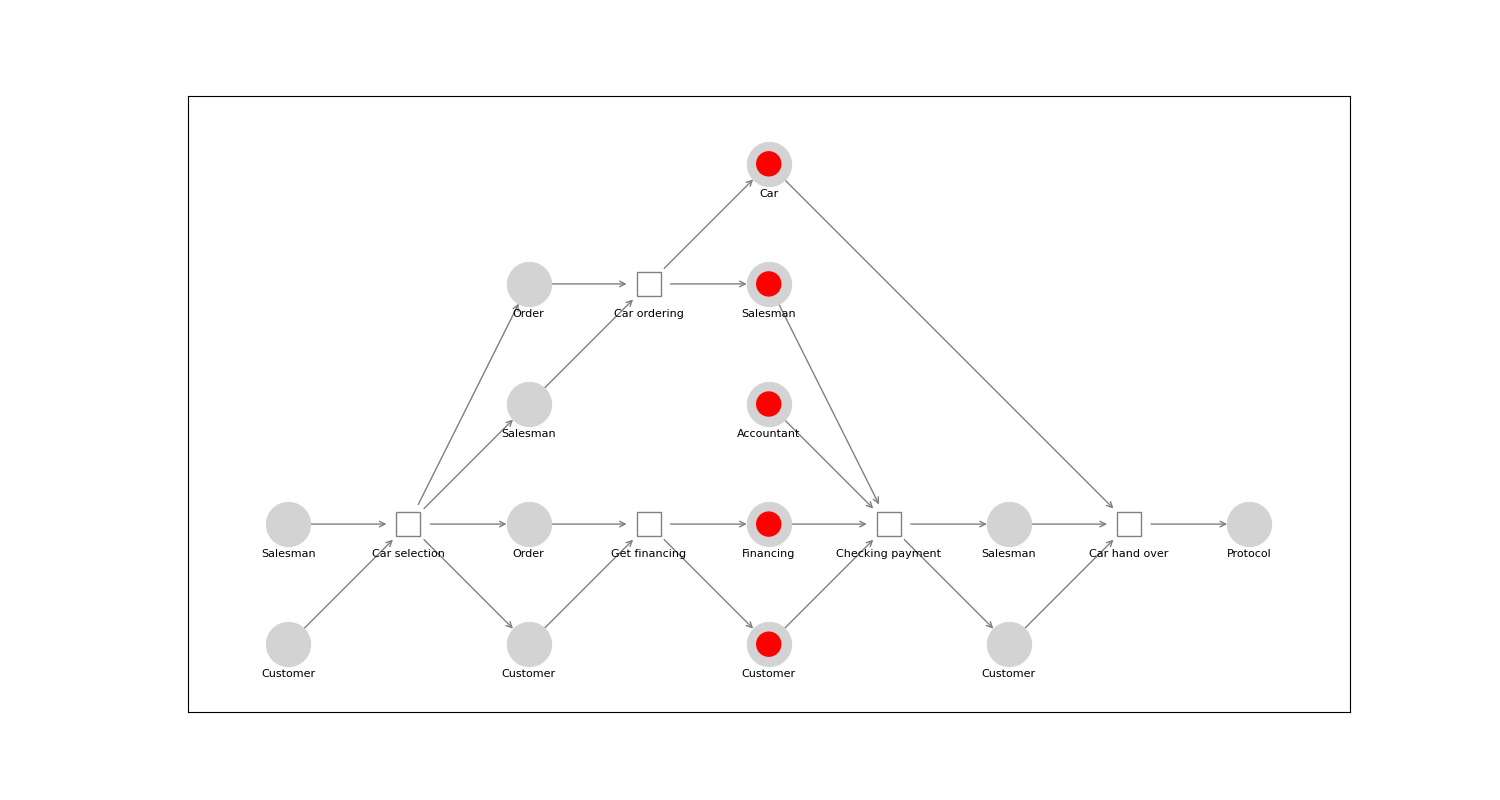 Car
Order
Car ordering
Salesman
Salesman
Accountant
Salesman
Car selection
Order
Get financing
Financing
Checking payment
Salesman
Car hand over
Protocol
Customer
Customer
Customer
Customer